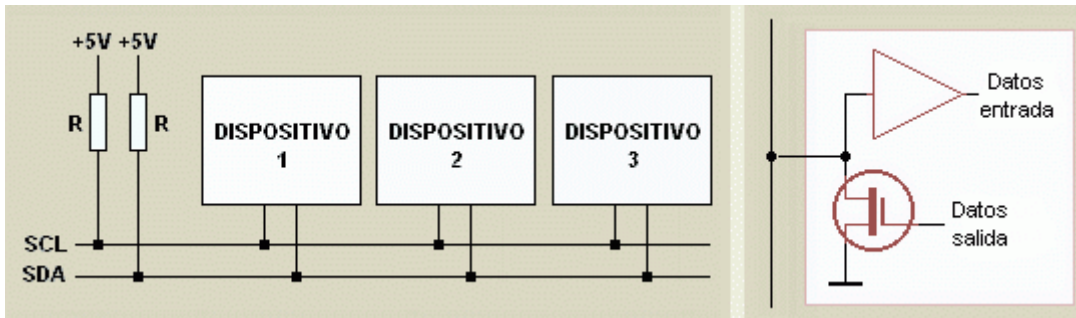 +5V +5V
R
R
DISPOSITIVO
1
DISPOSITIVO
2
DISPOSITIVO
3
SCL
SDA
Datos
entrada
Datos
salida